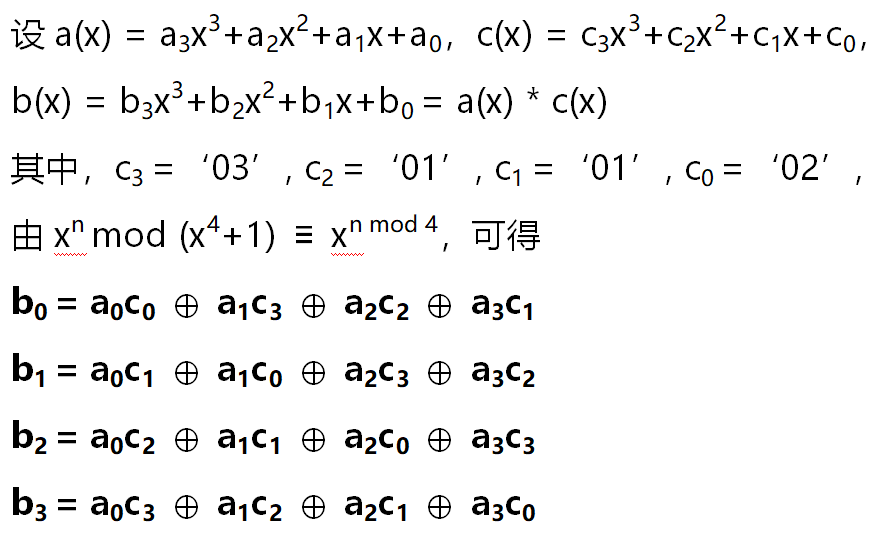 设 a(x) = a₃x³+a₂x²+a₁x+a₀，c(x) = c₃x³+c₂x²+c₁x+c₀，
b(x) = b₃x³+b₂x²+b₁x+b₀ = a(x) * c(x)
其中，c₃ =‘03’, c₂ =‘01’, c₁ =‘01’, c₀ =‘02’，
由 xⁿ mod (x⁴+1) ≡ xⁿ ᵐᵒᵈ ⁴，可得
b₀ = a₀c₀ ⊕ a₁c₃ ⊕ a₂c₂ ⊕ a₃c₁
b₁ = a₀c₁ ⊕ a₁c₀ ⊕ a₂c₃ ⊕ a₃c₂
b₂ = a₀c₂ ⊕ a₁c₁ ⊕ a₂c₀ ⊕ a₃c₃
b₃ = a₀c₃ ⊕ a₁c₂ ⊕ a₂c₁ ⊕ a₃c₀